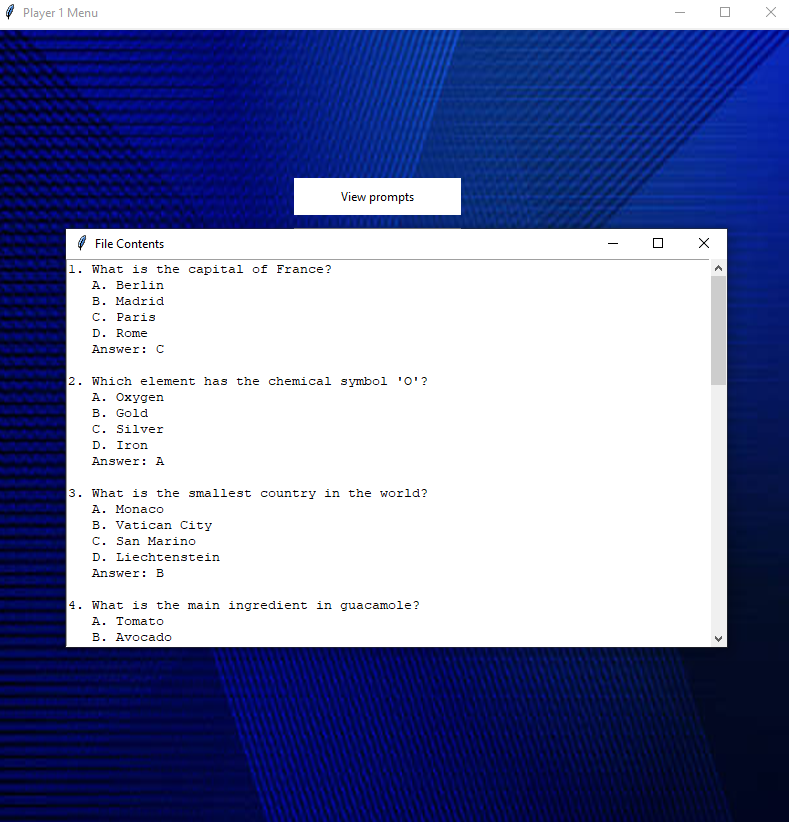 Player 1 Menu
View prompts
File Contents
1. What is the capital of France?
A. Berlin
B. Madrid
C. Paris
D. Rome
Answer: C
2. Which element has the chemical symbol 'O'?
A. Oxygen
B. Gold
C. Silver
D. Iron
Answer: A
3. What is the smallest country in the world?
A. Monaco
B. Vatican City
C. San Marino
D. Liechtenstein
Answer: B
4. What is the main ingredient in guacamole?
A. Tomato
B. Avocado